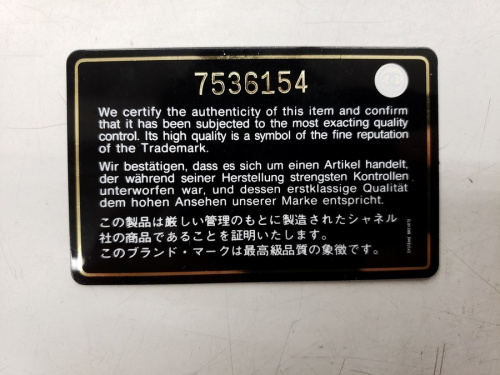 7536154
We certify the authenticity of this item and confirm
that it has been subjected to the most exacting quality
control. Its high quality is a symbol of the fine reputation
of the Trademark.
Wir bestätigen, dass es sich um einen Artikel handelt,
der während seiner Herstellung strengsten Kontrollen
unterworfen war, und dessen erstklassige Qualität
dem hohen Ansehen unserer Marke entspricht.
この製品は厳しい管理のもとに製造されたシャネル
社の商品であることを証明いたします。
このブランド・マークは最高級品質の象徴です。